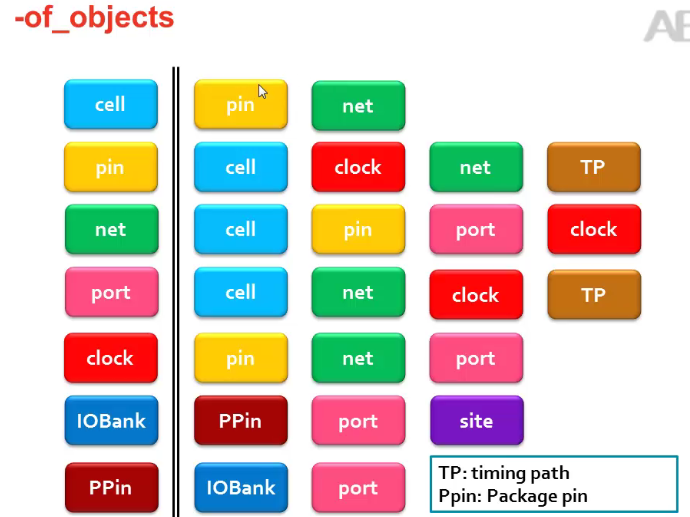 -of_objects
cell pin net
pin cell clock net TP
net cell pin port clock
port cell net clock TP
clock pin net port
IOBank PPin port site
PPin IOBank port
TP: timing path
Ppin: Package pin